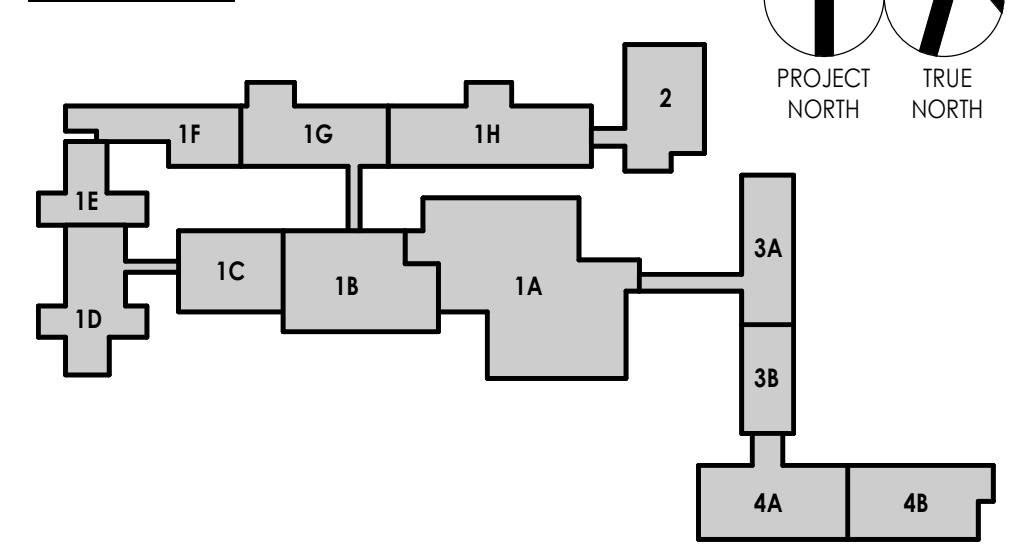 PROJECT
NORTH
TRUE
NORTH
2
1F
1G
1H
1E
3A
1C
1B
1A
1D
3B
4A
4B